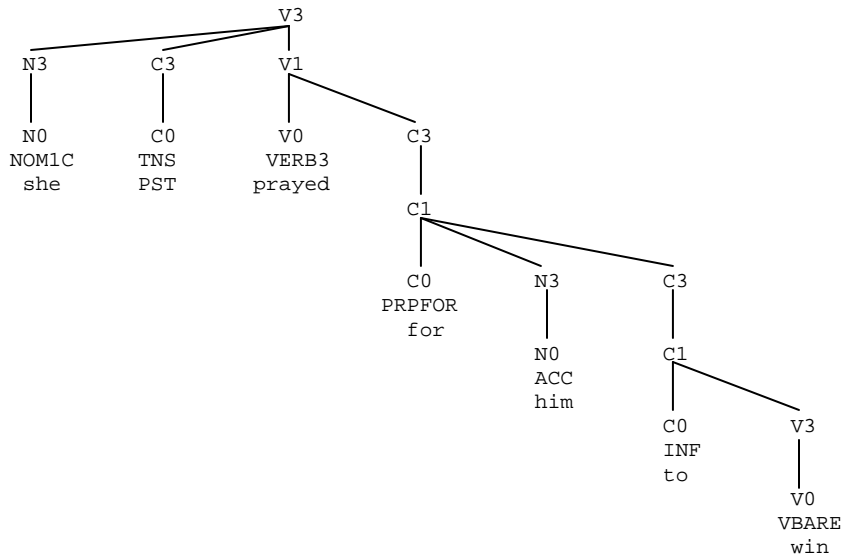 V3
N3 C3 V1
N0 C0 V0 C3
NOM1C TNS VERB3
she PST prayed
C1
C0 N3 C3
PRPFOR
for
N0 C1
ACC
him
C0 V3
INF
to
V0
VBARE
win